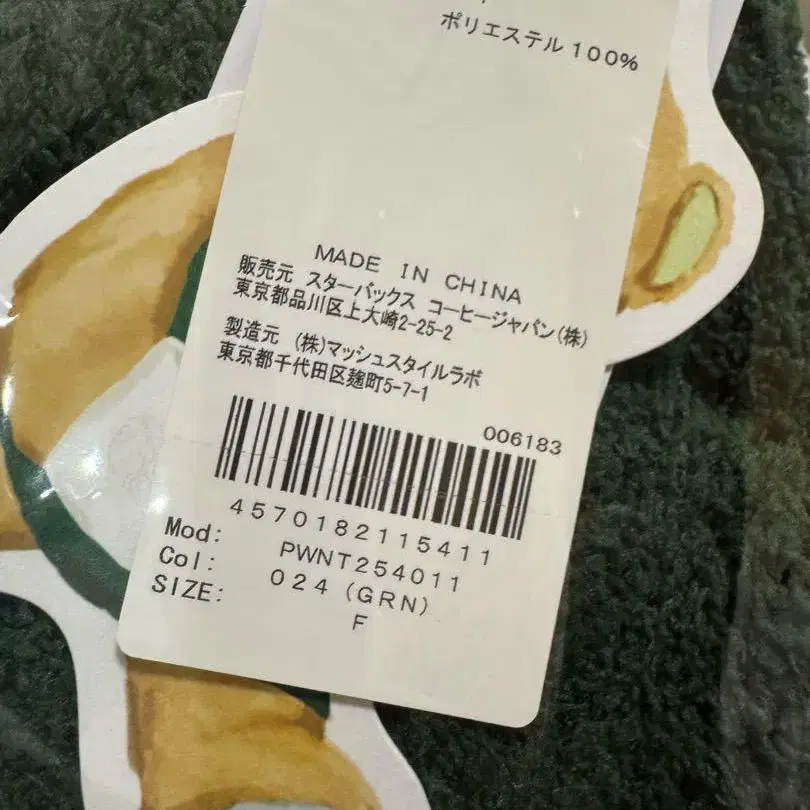 ポリエステル100%
MADE IN CHINA
販売元 スターバックス コーヒージャパン(株)
東京都品川区上大崎2-25-2
製造元 (株)マッシュスタイルラボ
東京都千代田区麹町5-7-1
006183
4570182115411
Mod: PWNT254011
Col: 024 (GRN)
SIZE: F